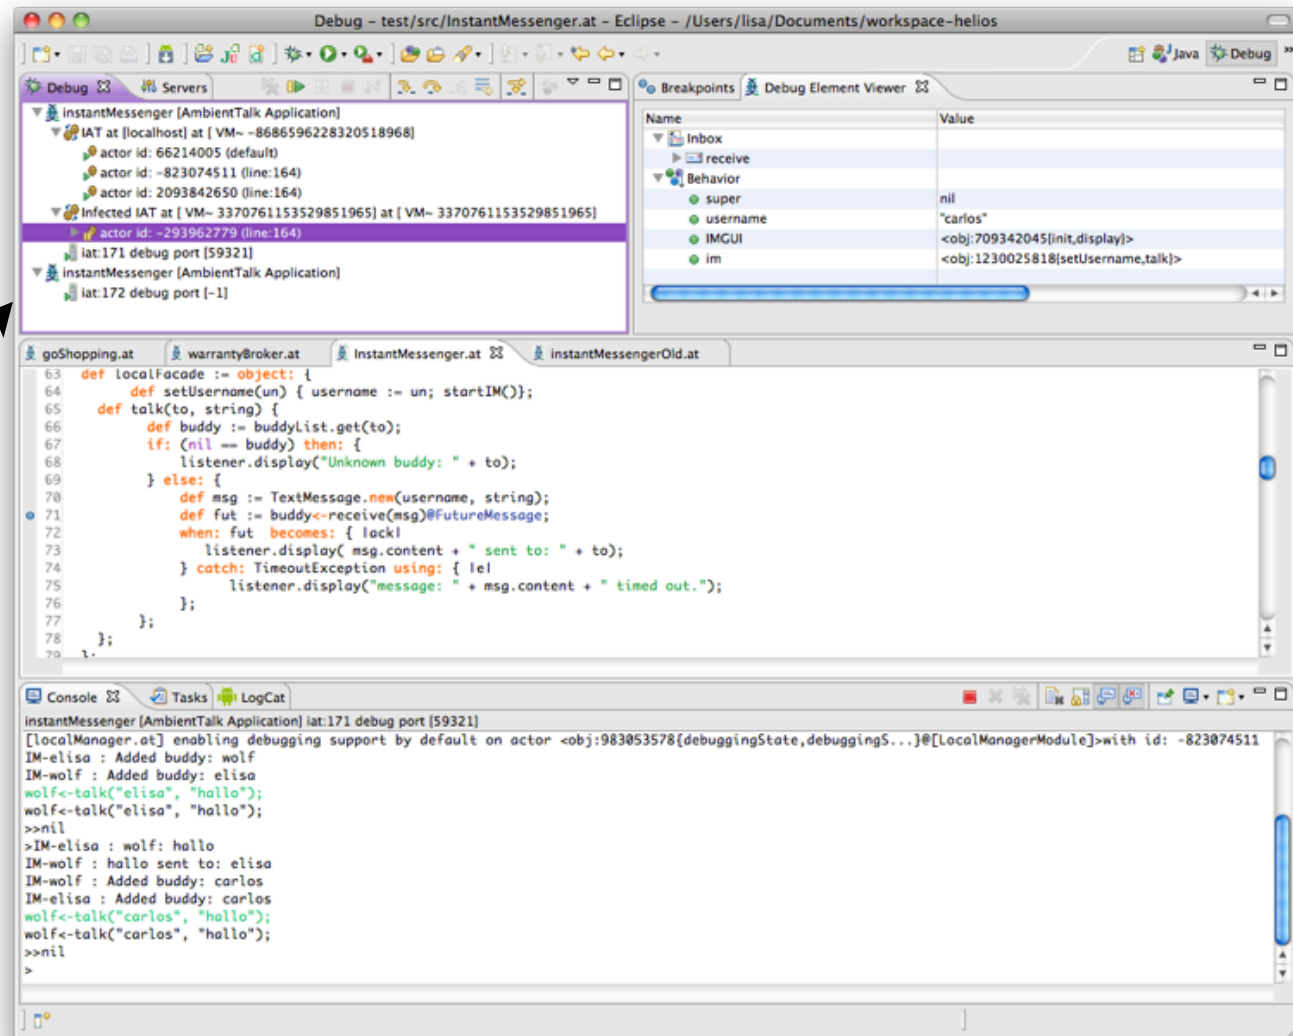 Debug - test/src/InstantMessenger.at - Eclipse - /Users/lisa/Documents/workspace-helios
Java Debug »
Debug Servers
instantMessenger [AmbientTalk Application]
IAT at [localhost] at [ VM~ -8686596228320518968]
actor id: 66214005 (default)
actor id: -823074511 (line:164)
actor id: 2093842650 (line:164)
Infected IAT at [ VM~ 3370761153529851965] at [ VM~ 3370761153529851965]
actor id: -293962779 (line:164)
iat:171 debug port [59321]
instantMessenger [AmbientTalk Application]
iat:172 debug port [-1]
Breakpoints Debug Element Viewer
Name Value
Inbox
receive
Behavior
super nil
username "carlos"
IMGUI <obj:709342045{init,display}>
im <obj:1230025818{setUsername,talk}>
goShopping.at warrantyBroker.at InstantMessenger.at instantMessengerOld.at
63 def localFacade := object: {
64 def setUsername(un) { username := un; startIM()};
65 def talk(to, string) {
66 def buddy := buddyList.get(to);
67 if: (nil == buddy) then: {
68 listener.display("Unknown buddy: " + to);
69 } else: {
70 def msg := TextMessage.new(username, string);
71 def fut := buddy<-receive(msg)@FutureMessage;
72 when: fut becomes: { |ack|
73 listener.display( msg.content + " sent to: " + to);
74 } catch: TimeoutException using: { |e|
75 listener.display("message: " + msg.content + " timed out.");
76 };
77 };
78 };
79 };
Console Tasks LogCat
instantMessenger [AmbientTalk Application] iat:171 debug port [59321]
[localManager.at] enabling debugging support by default on actor <obj:983053578{debuggingState,debuggingS...}@[LocalManagerModule]>with id: -823074511
IM-elisa : Added buddy: wolf
IM-wolf : Added buddy: elisa
wolf<-talk("elisa", "hallo");
wolf<-talk("elisa", "hallo");
>>nil
>IM-elisa : wolf: hallo
IM-wolf : hallo sent to: elisa
IM-wolf : Added buddy: carlos
IM-elisa : Added buddy: carlos
wolf<-talk("carlos", "hallo");
wolf<-talk("carlos", "hallo");
>>nil
>